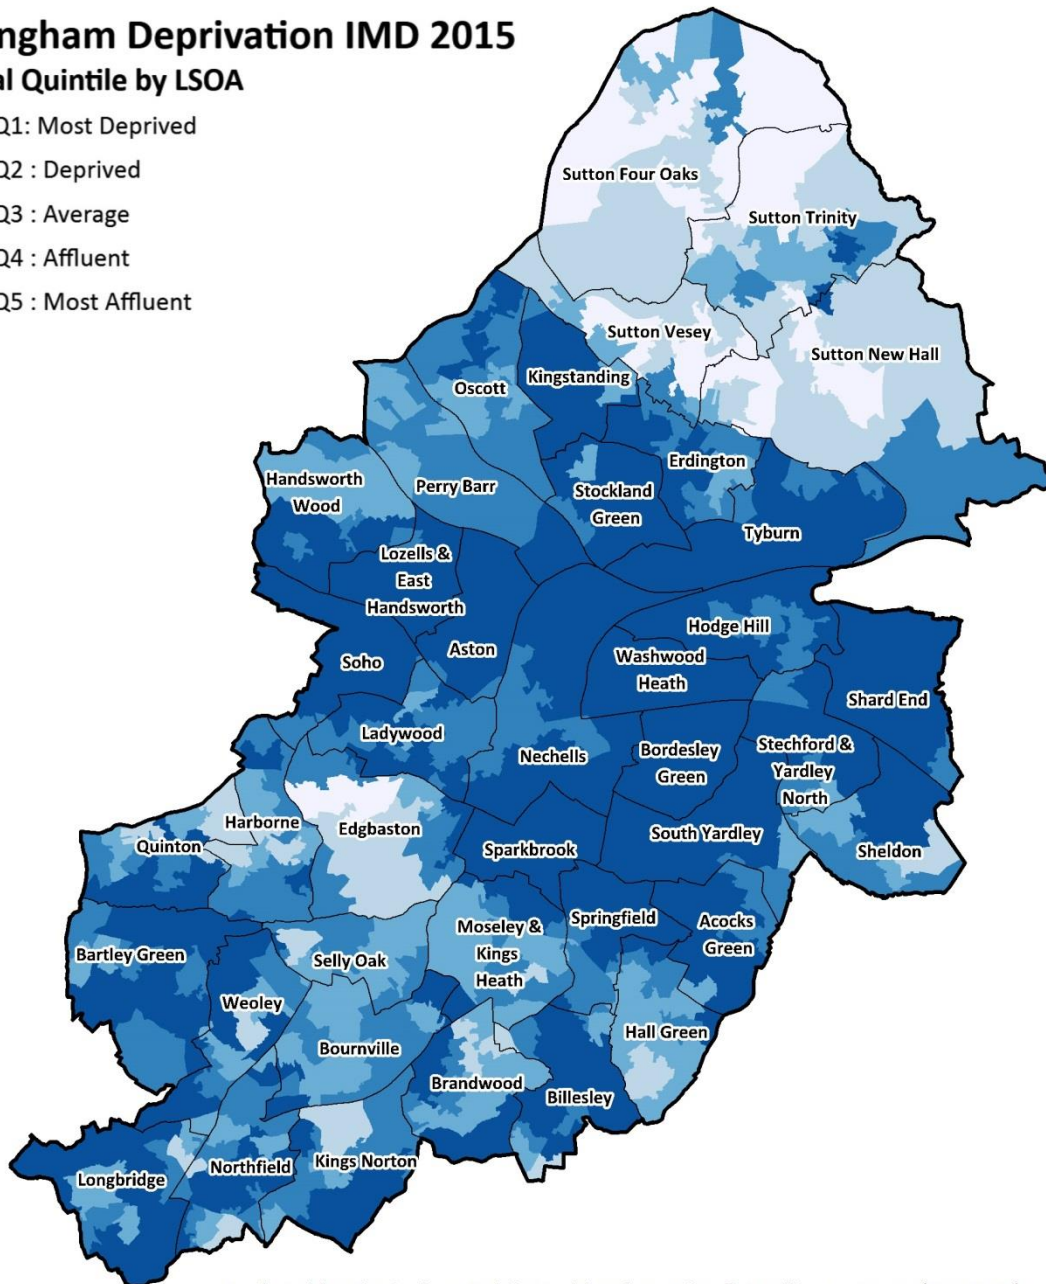 ngham Deprivation IMD 2015
al Quintile by LSOA
Q1: Most Deprived
Q2 : Deprived
Q3 : Average
Q4 : Affluent
Q5 : Most Affluent
Sutton Four Oaks
Sutton Trinity
Sutton Vesey
Sutton New Hall
Oscott
Kingstanding
Erdington
Handsworth
Wood
Perry Barr
Stockland
Green
Tyburn
Lozells &
East
Handsworth
Hodge Hill
Aston
Soho
Washwood
Heath
Shard End
Ladywood
Nechells
Bordesley
Green
Stechford &
Yardley
North
Harborne
Edgbaston
Quinton
Sparkbrook
South Yardley
Sheldon
Moseley &
Kings
Heath
Springfield
Acocks
Green
Bartley Green
Selly Oak
Weoley
Hall Green
Bournville
Brandwood
Billesley
Longbridge
Northfield
Kings Norton